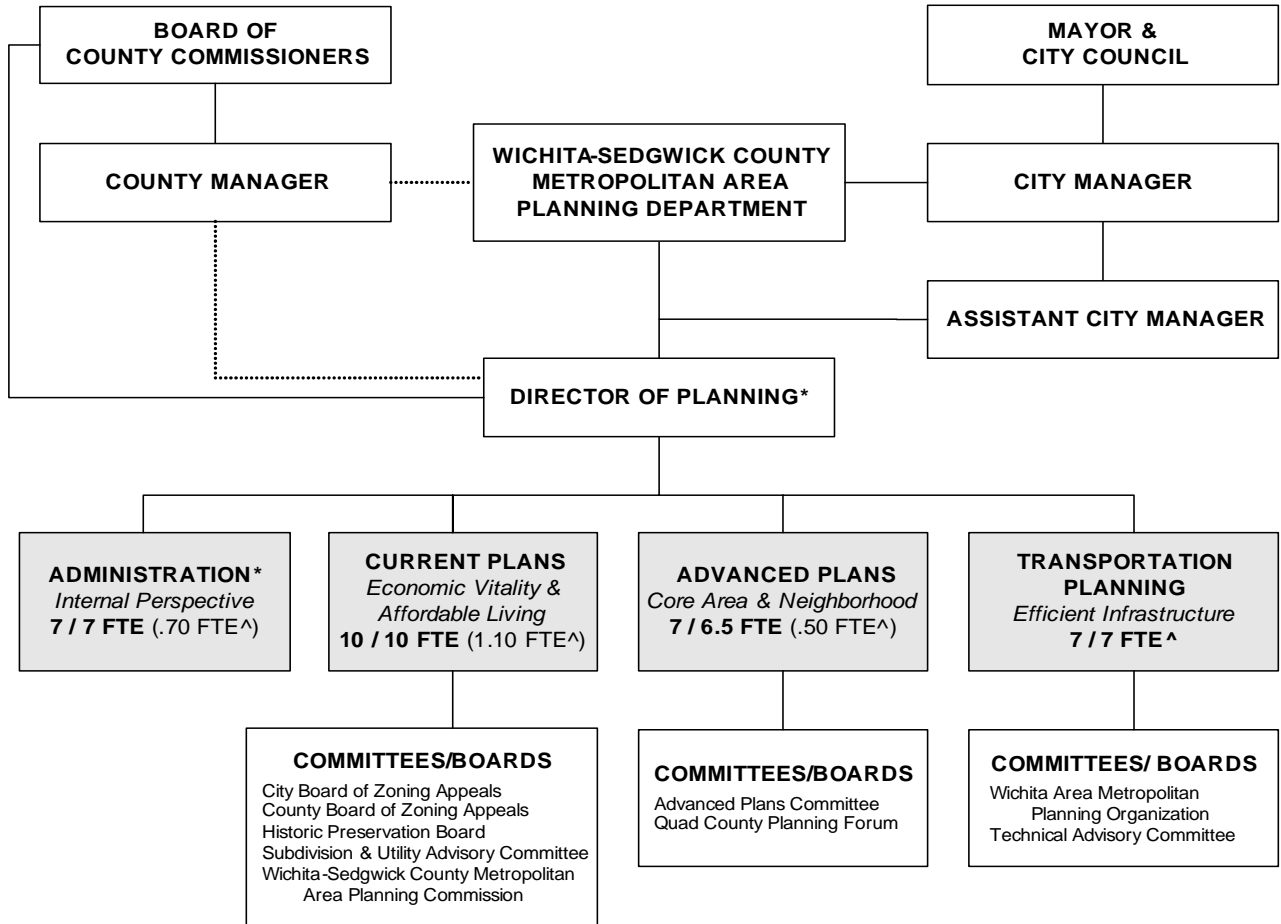 BOARD OF
COUNTY COMMISSIONERS
MAYOR &
CITY COUNCIL
COUNTY MANAGER
WICHITA-SEDGWICK COUNTY
METROPOLITAN AREA
PLANNING DEPARTMENT
CITY MANAGER
ASSISTANT CITY MANAGER
DIRECTOR OF PLANNING*
ADMINISTRATION*
Internal Perspective
7 / 7 FTE (.70 FTE^)
CURRENT PLANS
Economic Vitality &
Affordable Living
10 / 10 FTE (1.10 FTE^)
ADVANCED PLANS
Core Area & Neighborhood
7 / 6.5 FTE (.50 FTE^)
TRANSPORTATION
PLANNING
Efficient Infrastructure
7 / 7 FTE^
COMMITTEES/BOARDS
City Board of Zoning Appeals
County Board of Zoning Appeals
Historic Preservation Board
Subdivision & Utility Advisory Committee
Wichita-Sedgwick County Metropolitan
Area Planning Commission
COMMITTEES/BOARDS
Advanced Plans Committee
Quad County Planning Forum
COMMITTEES/ BOARDS
Wichita Area Metropolitan
Planning Organization
Technical Advisory Committee